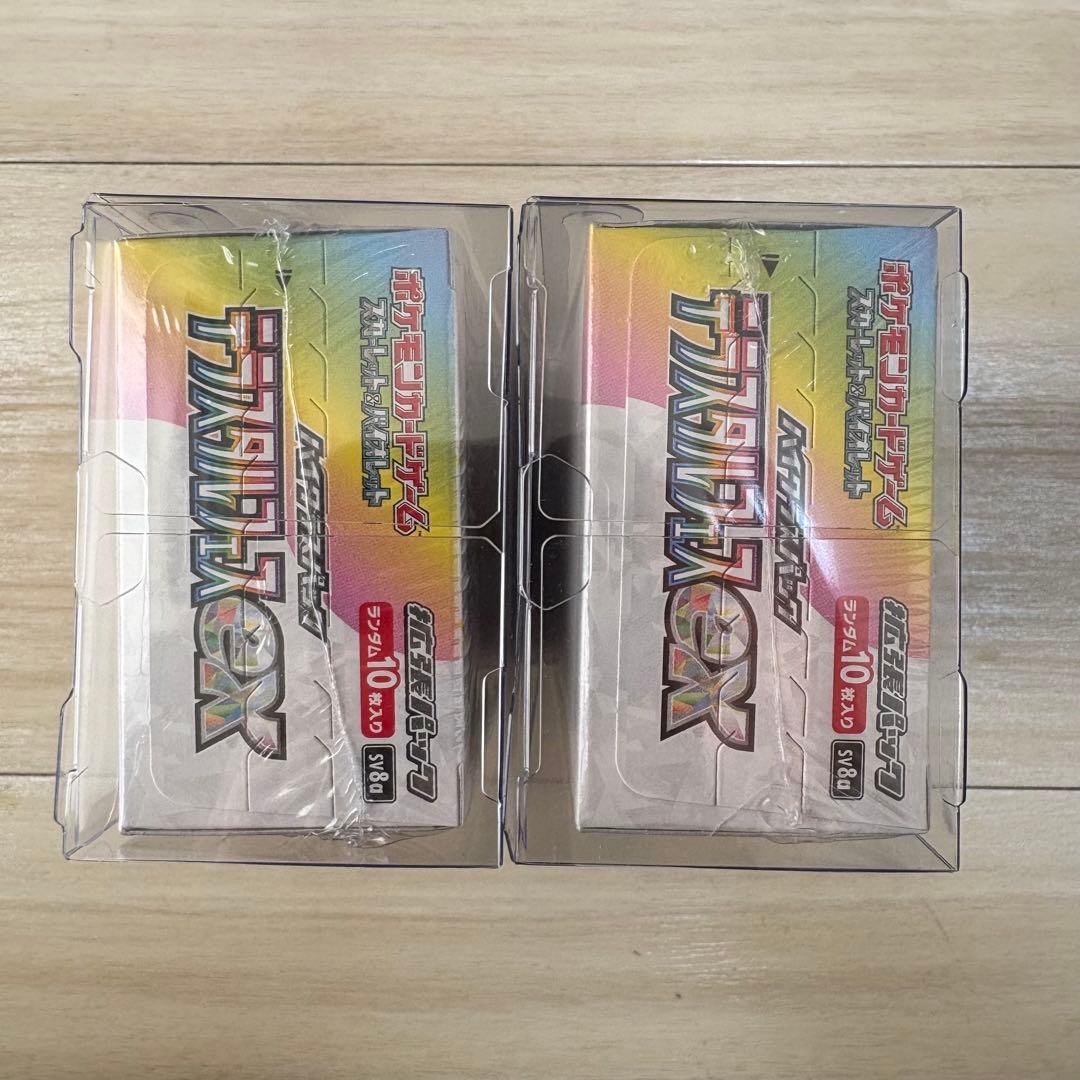 ポケモンカードゲーム
スカーレット&バイオレット
ハイクラスパック
テラスタルフェスex
拡張パック
ランダム10枚入り
SV8a
ポケモンカードゲーム
スカーレット&バイオレット
ハイクラスパック
テラスタルフェスex
拡張パック
ランダム10枚入り
SV8a